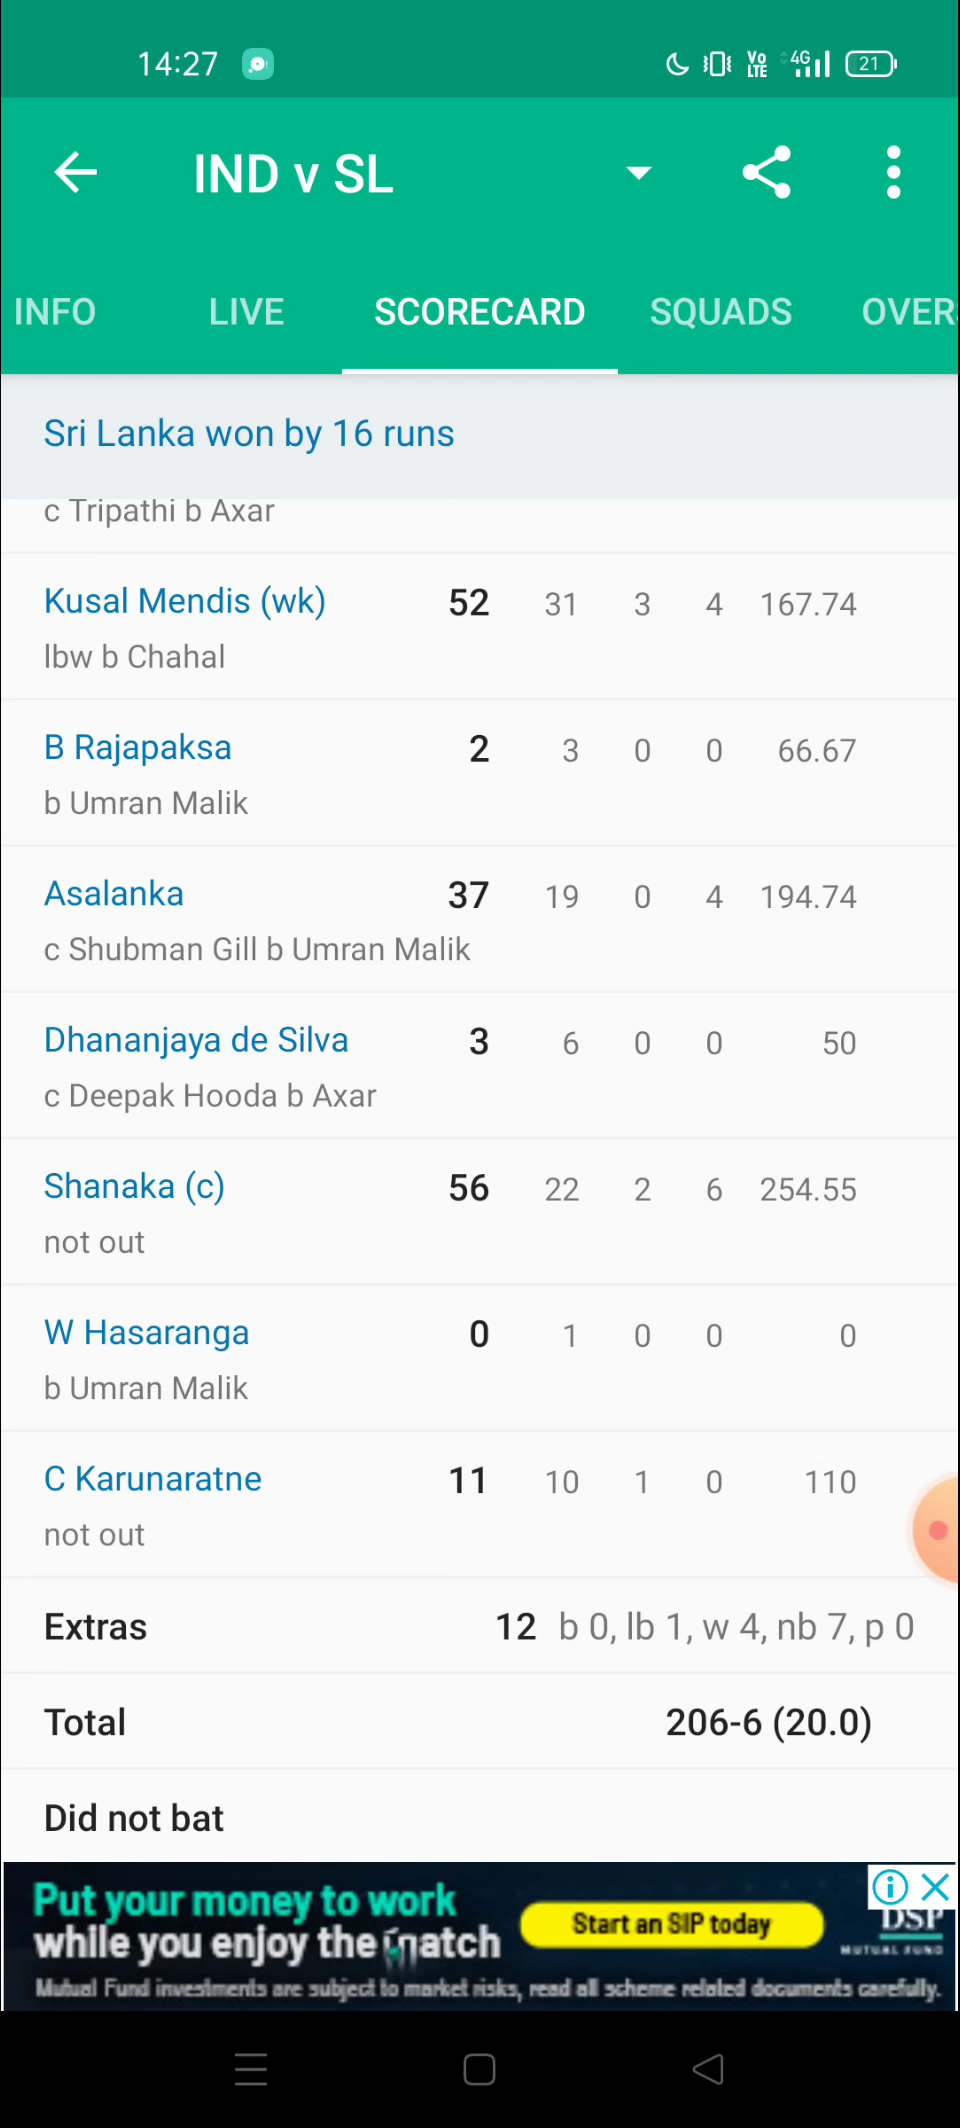 14:27
Vo LTE 4G 21
IND v SL
INFO LIVE SCORECARD SQUADS OVER
Sri Lanka won by 16 runs
c Tripathi b Axar
Kusal Mendis (wk) 52 31 3 4 167.74
lbw b Chahal
B Rajapaksa 2 3 0 0 66.67
b Umran Malik
Asalanka 37 19 0 4 194.74
c Shubman Gill b Umran Malik
Dhananjaya de Silva 3 6 0 0 50
c Deepak Hooda b Axar
Shanaka (c) 56 22 2 6 254.55
not out
W Hasaranga 0 1 0 0 0
b Umran Malik
C Karunaratne 11 10 1 0 110
not out
Extras 12 b 0, lb 1, w 4, nb 7, p 0
Total 206-6 (20.0)
Did not bat
Put your money to work
while you enjoy the match
Start an SIP today
DSP
MUTUAL FUND
Mutual Fund investments are subject to market risks, read all scheme related documents carefully.